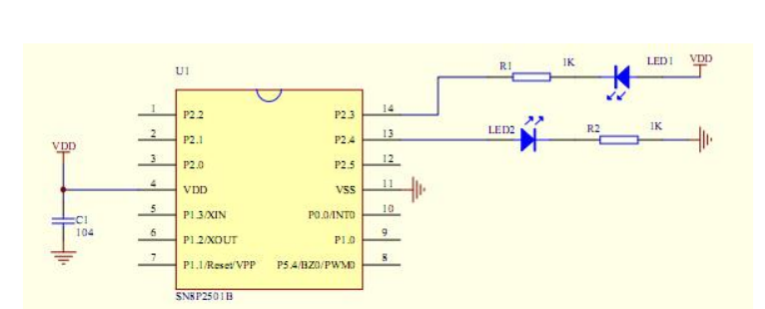 U1
R1 1K LED1 VDD
1 P2.2 P2.3 14
2 P2.1 P2.4 13 LED2 R2 1K
VDD
3 P2.0 P2.5 12
4 VDD VSS 11
5 P1.3/XIN P0.0/INT0 10
C1
104
6 P1.2/XOUT P1.0 9
7 P1.1/Reset/VPP P5.4/BZ0/PWM0 8
SN8P2501B